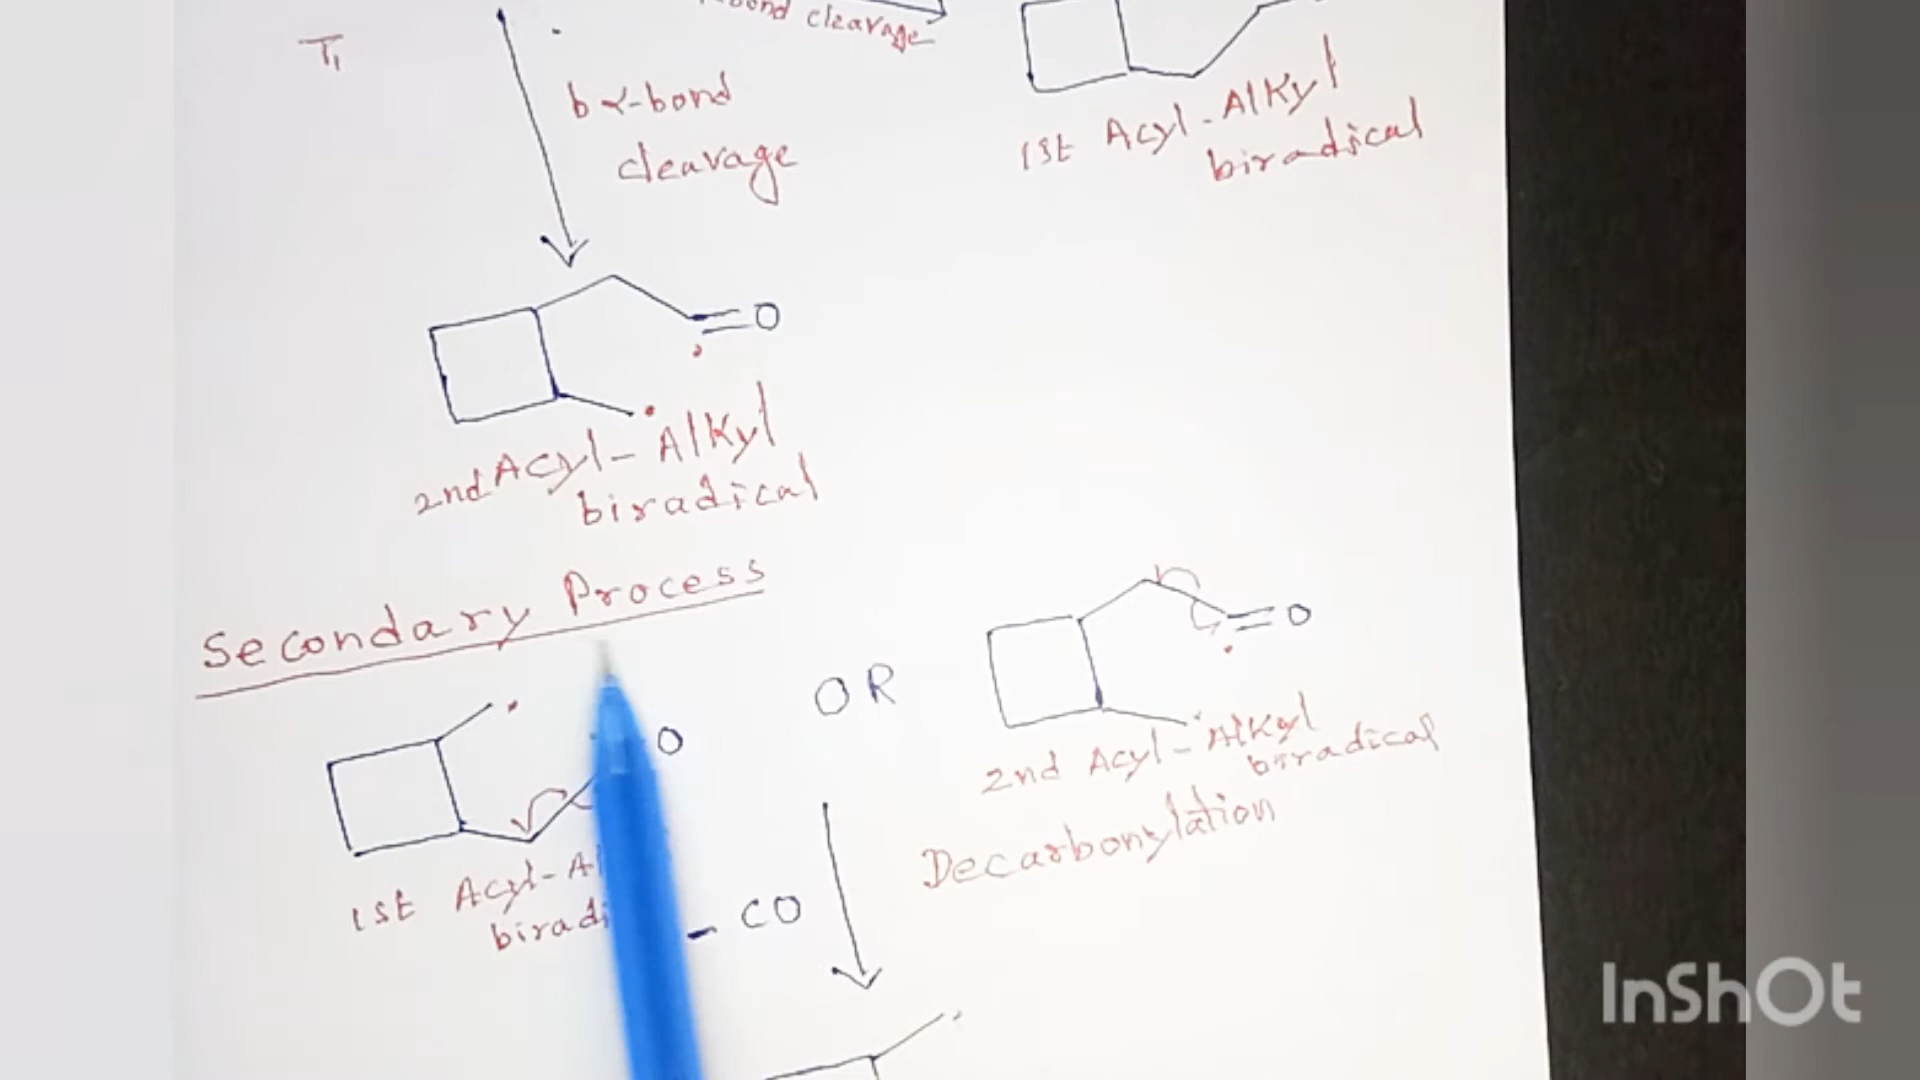 bond cleavage
T1
b α-bond
cleavage
1st Acyl-Alkyl
biradical
=O
2nd Acyl-Alkyl
biradical
Secondary Process
=O
OR
O
2nd Acyl-Alkyl
biradical
Decarbonylation
1st Acyl-
- CO
InShOt